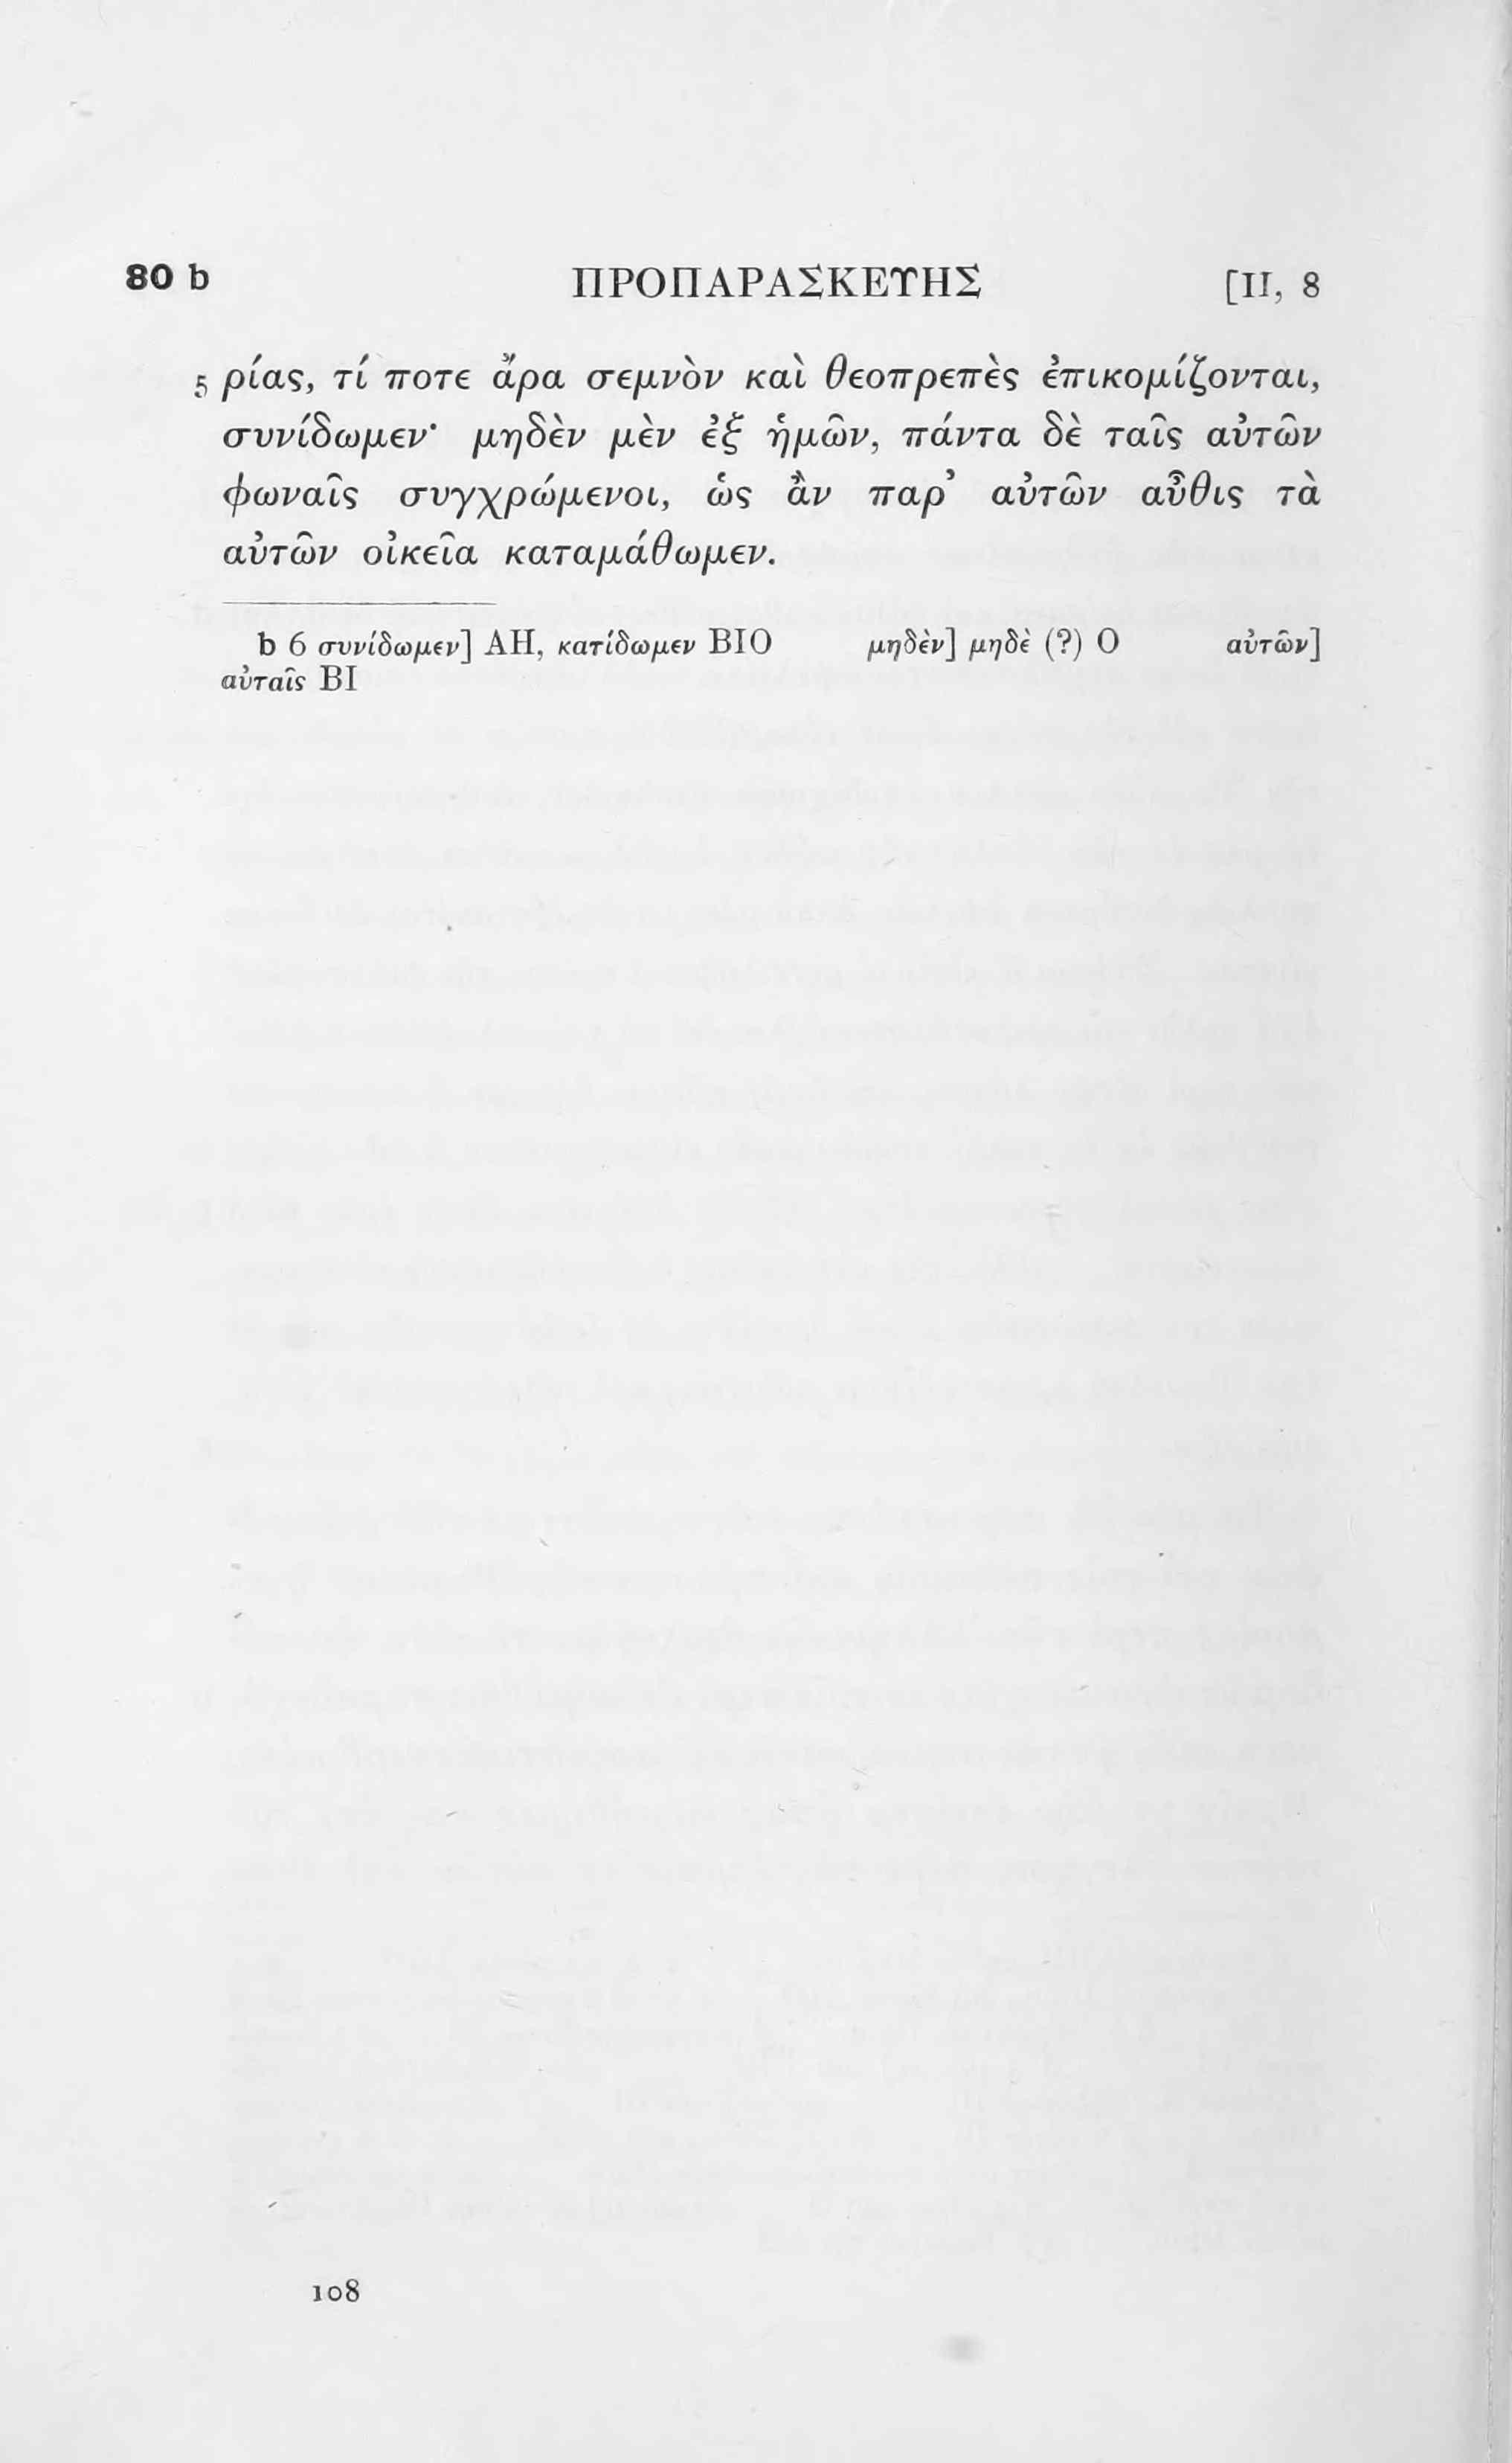 80 b ΠΡΟΠΑΡΑΣΚΕΥΗΣ [II, 8
5 ρίας, τί ποτε ἄρα σεμνὸν καὶ θεοπρεπὲς ἐπικομίζονται,
συνίδωμεν· μηδὲν μὲν ἐξ ἡμῶν, πάντα δὲ ταῖς αὐτῶν
φωναῖς συγχρώμενοι, ὡς ἂν παρ’ αὐτῶν αὖθις τὰ
αὐτῶν οἰκεῖα καταμάθωμεν.
b 6 συνίδωμεν] AH, κατίδωμεν BIO μηδὲν] μηδὲ (?) O αὐτῶν]
αὐταῖς BI
108